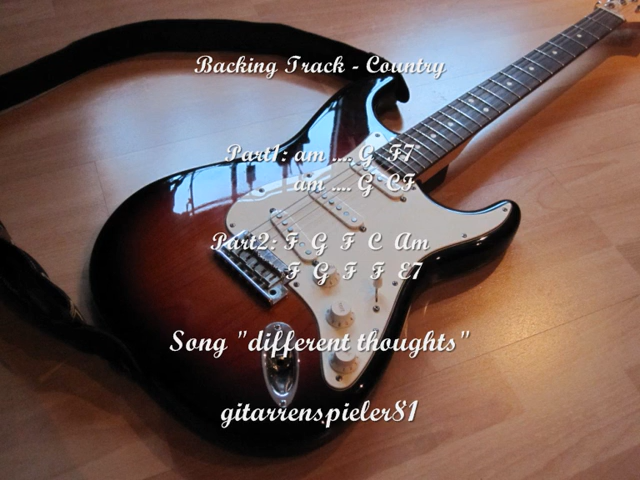 Backing Track - Country
Part1: am .... G F7
am .... G CF
Part2: F G F C Am
F G F F E7
Song "different thoughts"
gitarrenspieler81